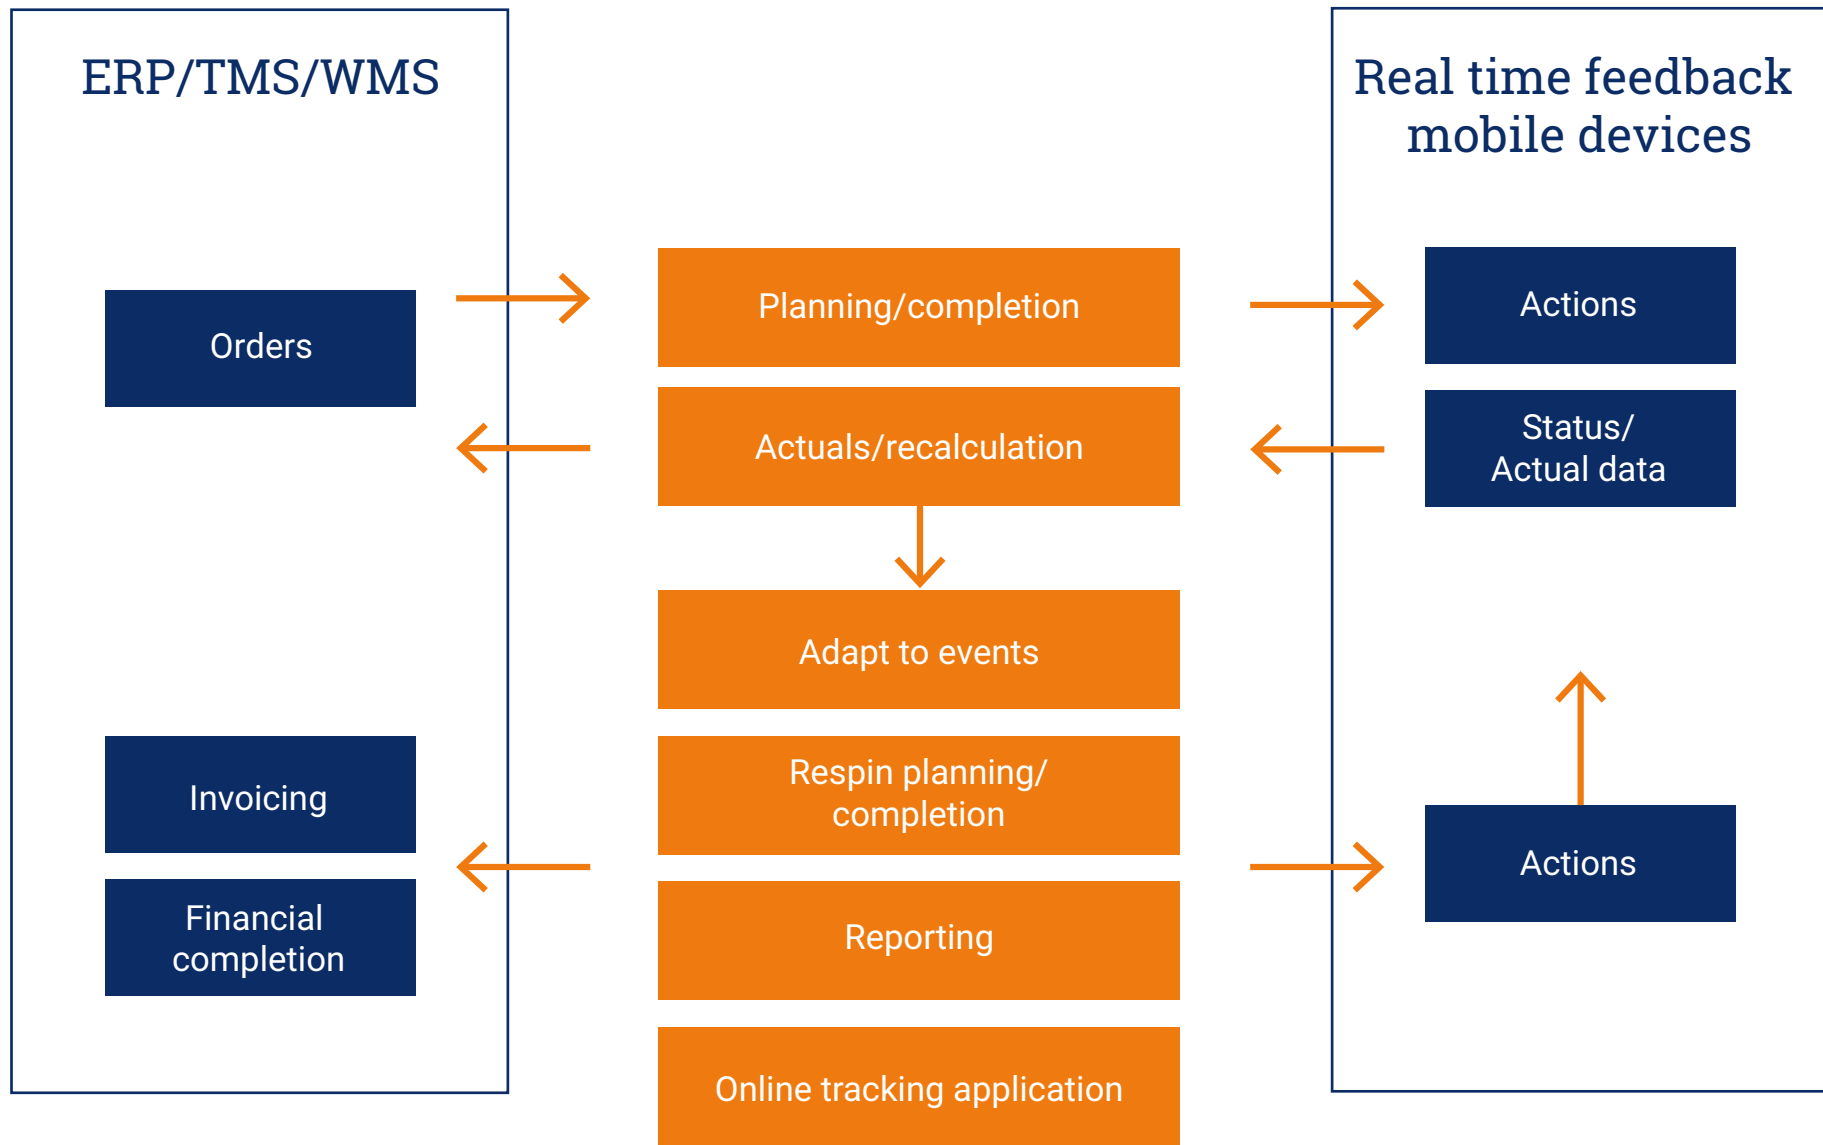 ERP/TMS/WMS
Orders
Invoicing
Financial
completion
Planning/completion
Actuals/recalculation
Adapt to events
Respin planning/
completion
Reporting
Online tracking application
Real time feedback
mobile devices
Actions
Status/
Actual data
Actions